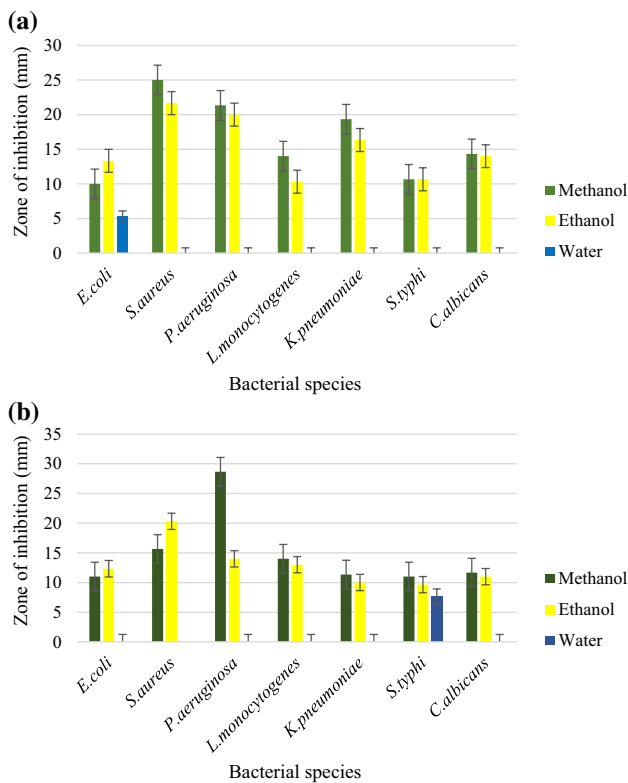 (a)
Zone of inhibition (mm)
30
25
20
15
10
5
0
E.coli
S.aureus
P.aeruginosa
L.monocytogenes
K.pneumoniae
S.typhi
C.albicans
Bacterial species
Methanol
Ethanol
Water
(b)
Zone of inhibition (mm)
35
30
25
20
15
10
5
0
E.coli
S.aureus
P.aeruginosa
L.monocytogenes
K.pneumoniae
S.typhi
C.albicans
Bacterial species
Methanol
Ethanol
Water